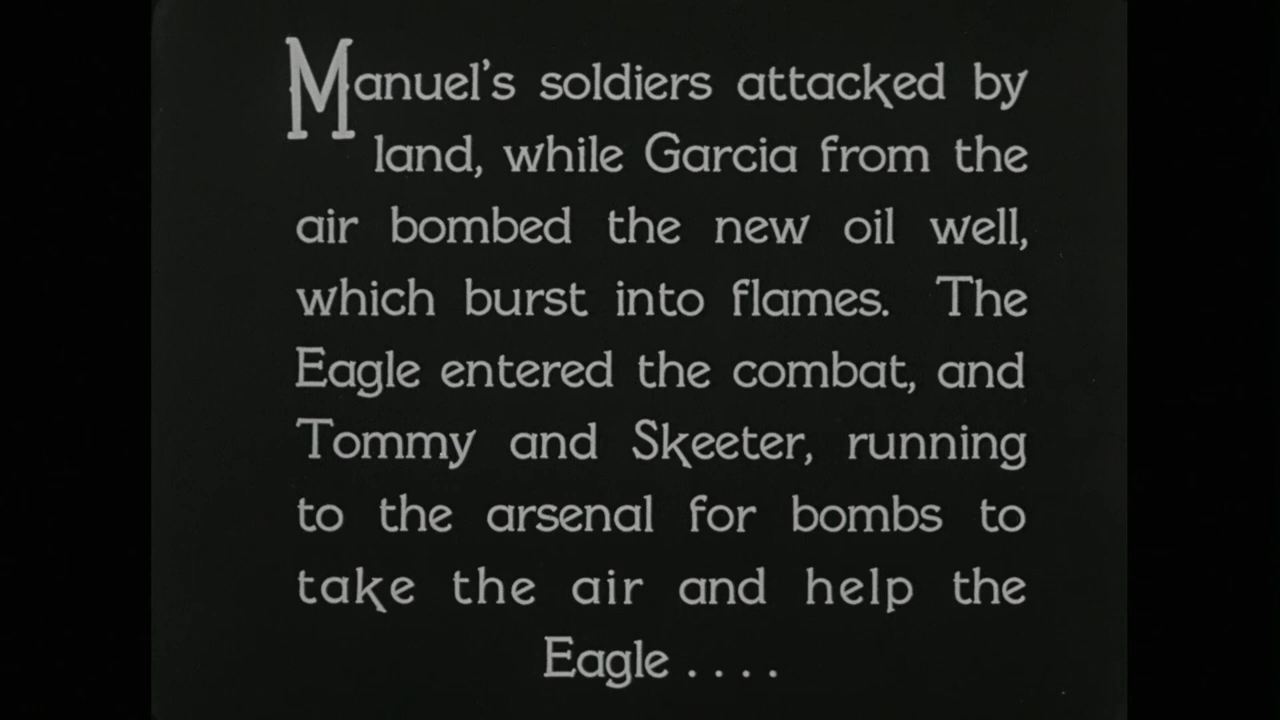 Manuel's soldiers attacked by
land, while Garcia from the
air bombed the new oil well,
which burst into flames. The
Eagle entered the combat, and
Tommy and Skeeter, running
to the arsenal for bombs to
take the air and help the
Eagle . . . .